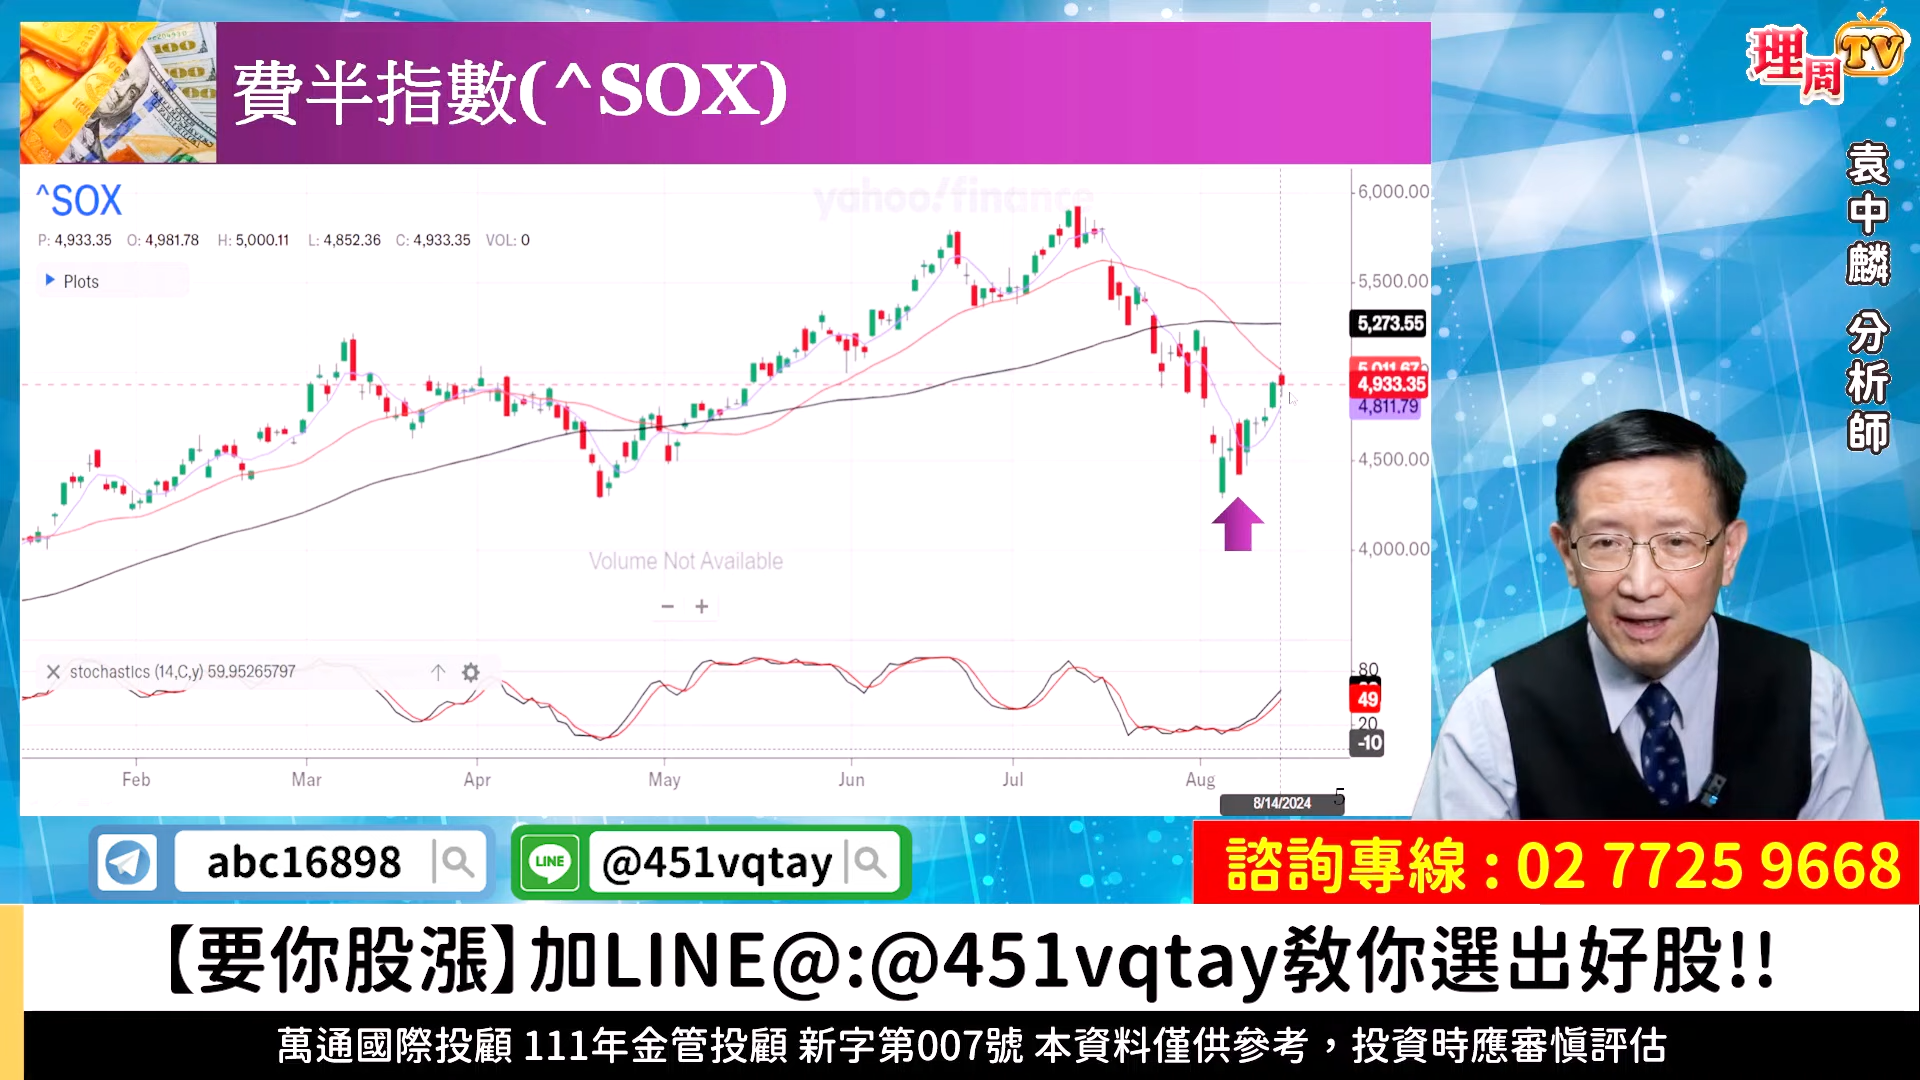 費半指數(^SOX)
理周TV
袁中麟 分析師
yahoo!finance
^SOX
P: 4,933.35 O: 4,981.78 H: 5,000.11 L: 4,852.36 C: 4,933.35 VOL: 0
Plots
6,000.00
5,500.00
5,273.55
5,011.67
4,933.35
4,811.79
4,500.00
4,000.00
Volume Not Available
− +
stochastics (14,C,y) 59.95265797
80
49
20
-10
Feb Mar Apr May Jun Jul Aug
8/14/2024
5
abc16898
LINE
@451vqtay
諮詢專線 : 02 7725 9668
【要你股漲】加LINE@:@451vqtay教你選出好股!!
萬通國際投顧 111年金管投顧 新字第007號 本資料僅供參考，投資時應審慎評估